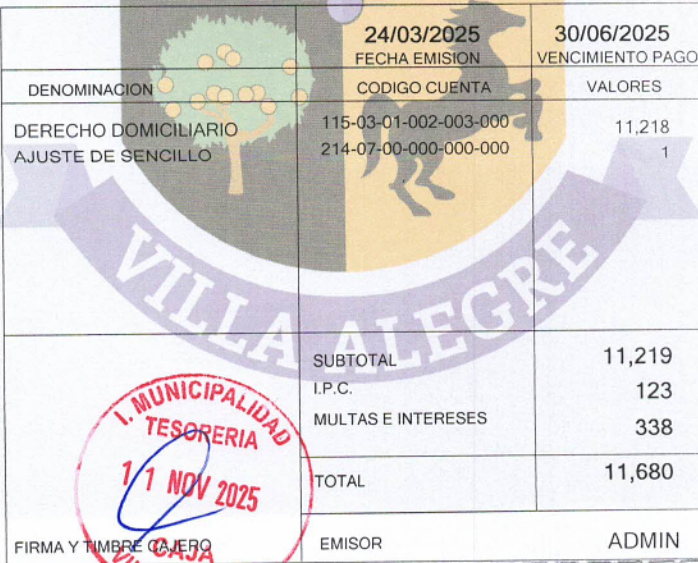 24/03/2025 30/06/2025
FECHA EMISION VENCIMIENTO PAGO
DENOMINACION CODIGO CUENTA VALORES
DERECHO DOMICILIARIO 115-03-01-002-003-000 11,218
AJUSTE DE SENCILLO 214-07-00-000-000-000 1
VILLA ALEGRE
SUBTOTAL 11,219
I.P.C. 123
MULTAS E INTERESES 338
TOTAL 11,680
I. MUNICIPALIDAD
TESORERIA
11 NOV 2025
CAJA
FIRMA Y TIMBRE CAJERO EMISOR ADMIN